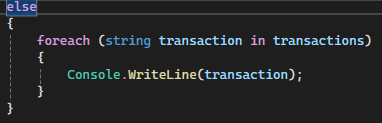 else
{
    foreach (string transaction in transactions)
    {
        Console.WriteLine(transaction);
    }
}